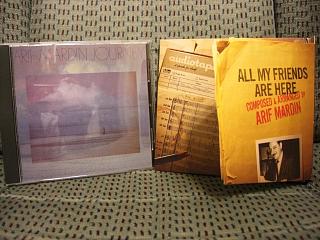 ARIF MARDIN JOURNEY
audiotape
ALL MY FRIENDS
ARE HERE
COMPOSED & ARRANGED BY
ARIF MARDIN